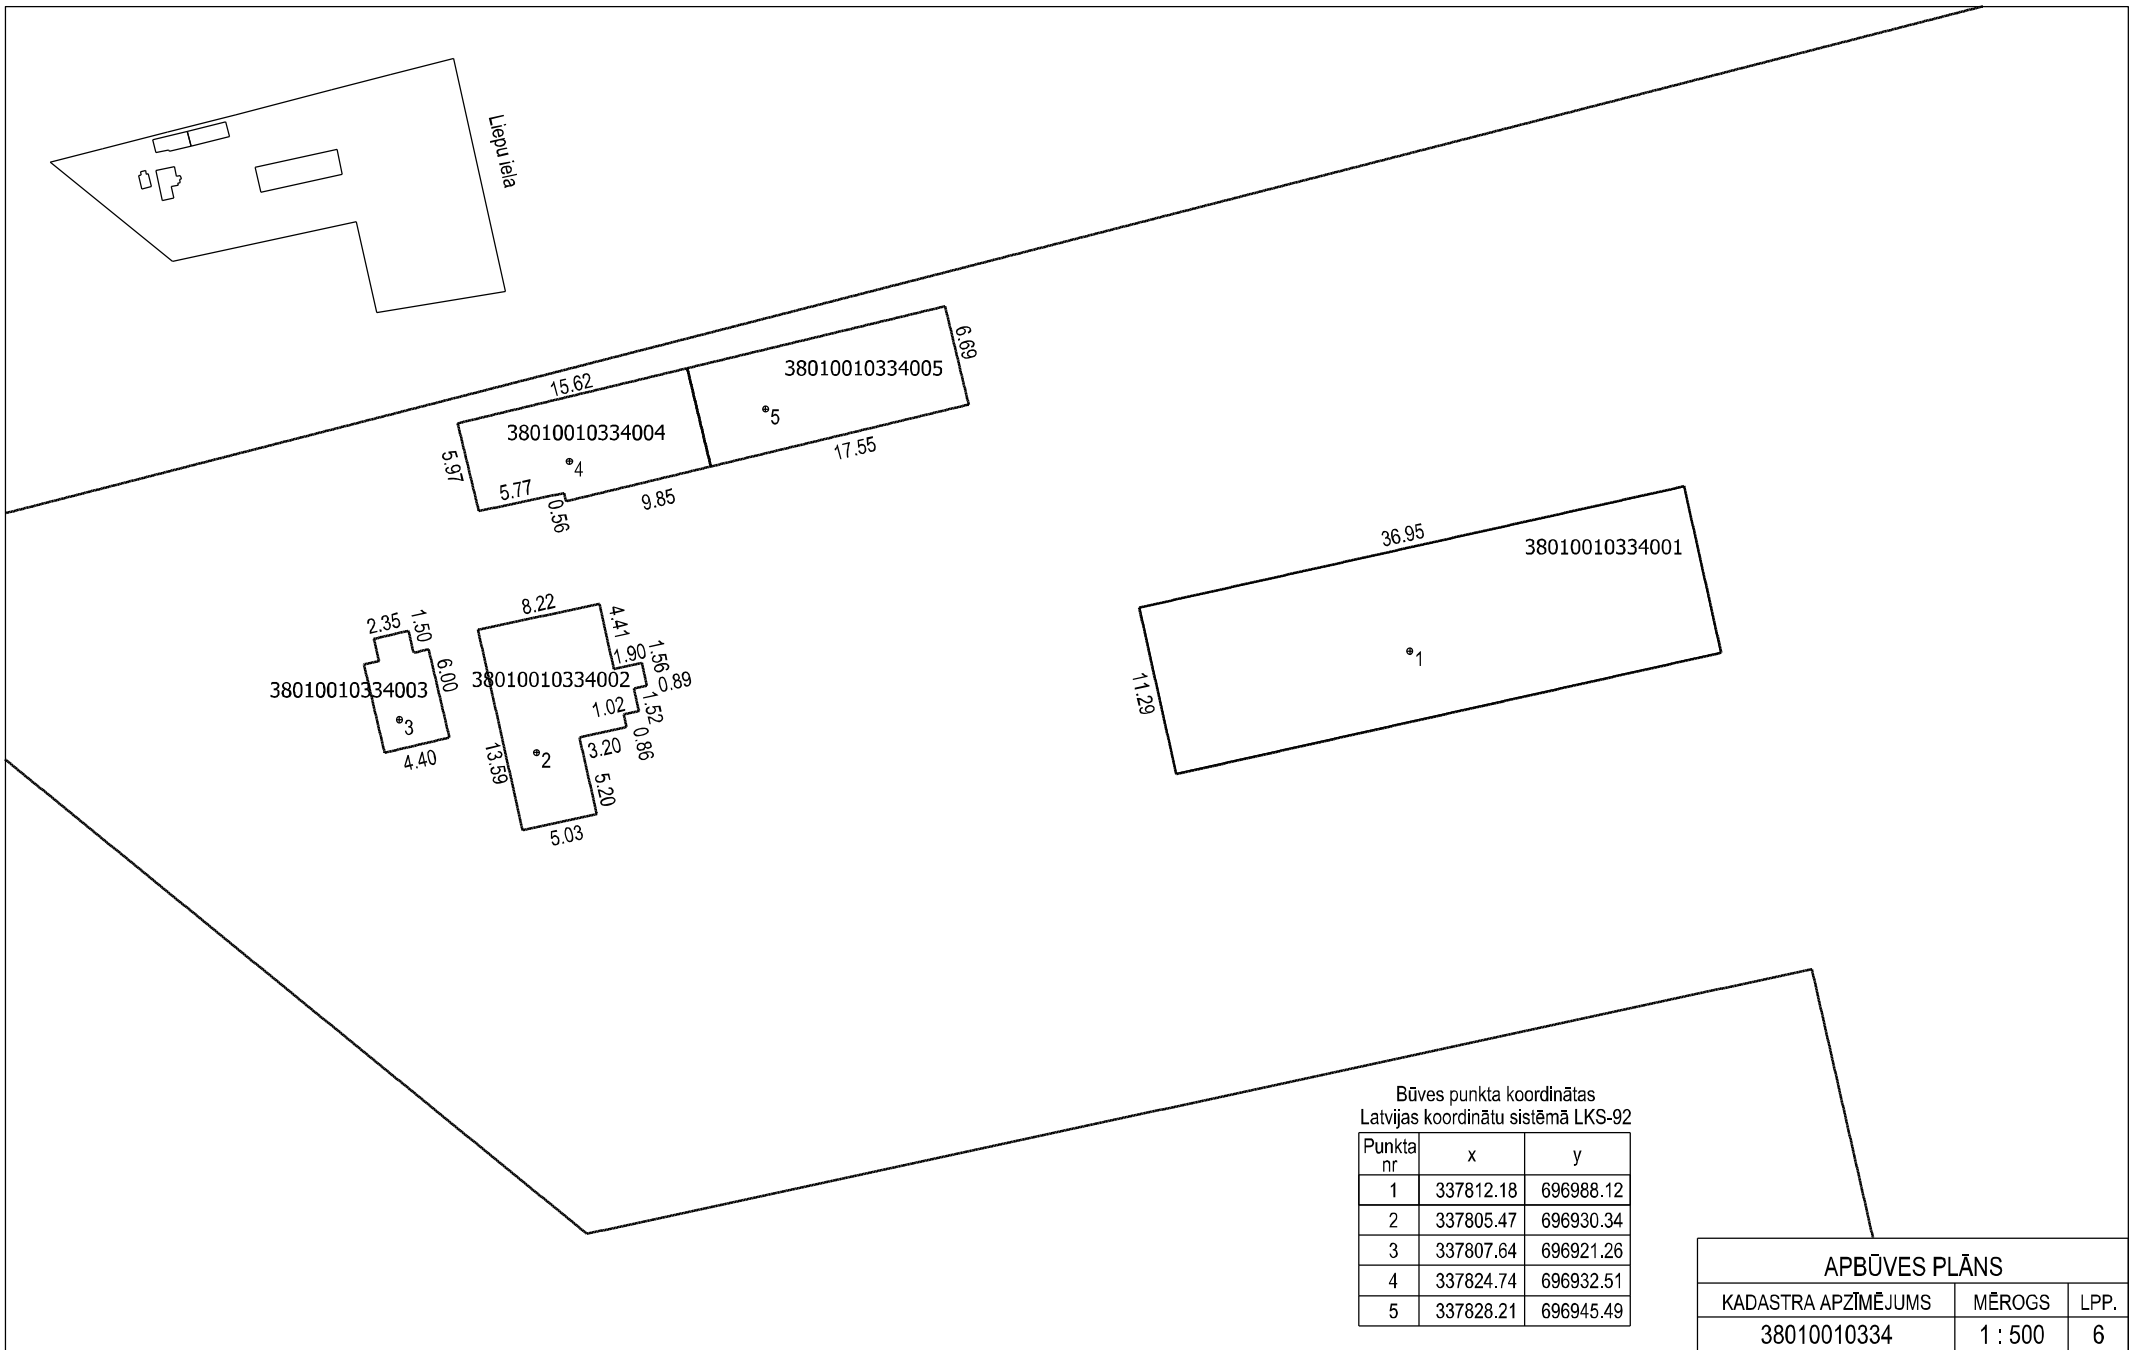 Liepu iela
6.69
38010010334005
15.62
5
38010010334004
17.55
5.97
4
5.77
9.85
0.56
36.95
38010010334001
8.22
4.41
2.35
1.50
1
1.90
1.56
6.00
38010010334003
38010010334002
0.89
11.29
1.02
1.52
3
0.86
3.20
2
4.40
13.59
5.20
5.03
Būves punkta koordinātas
Latvijas koordinātu sistēmā LKS-92
Punkta nr x y
1 337812.18 696988.12
2 337805.47 696930.34
3 337807.64 696921.26
4 337824.74 696932.51
5 337828.21 696945.49
APBŪVES PLĀNS
KADASTRA APZĪMĒJUMS MĒROGS LPP.
38010010334 1 : 500 6